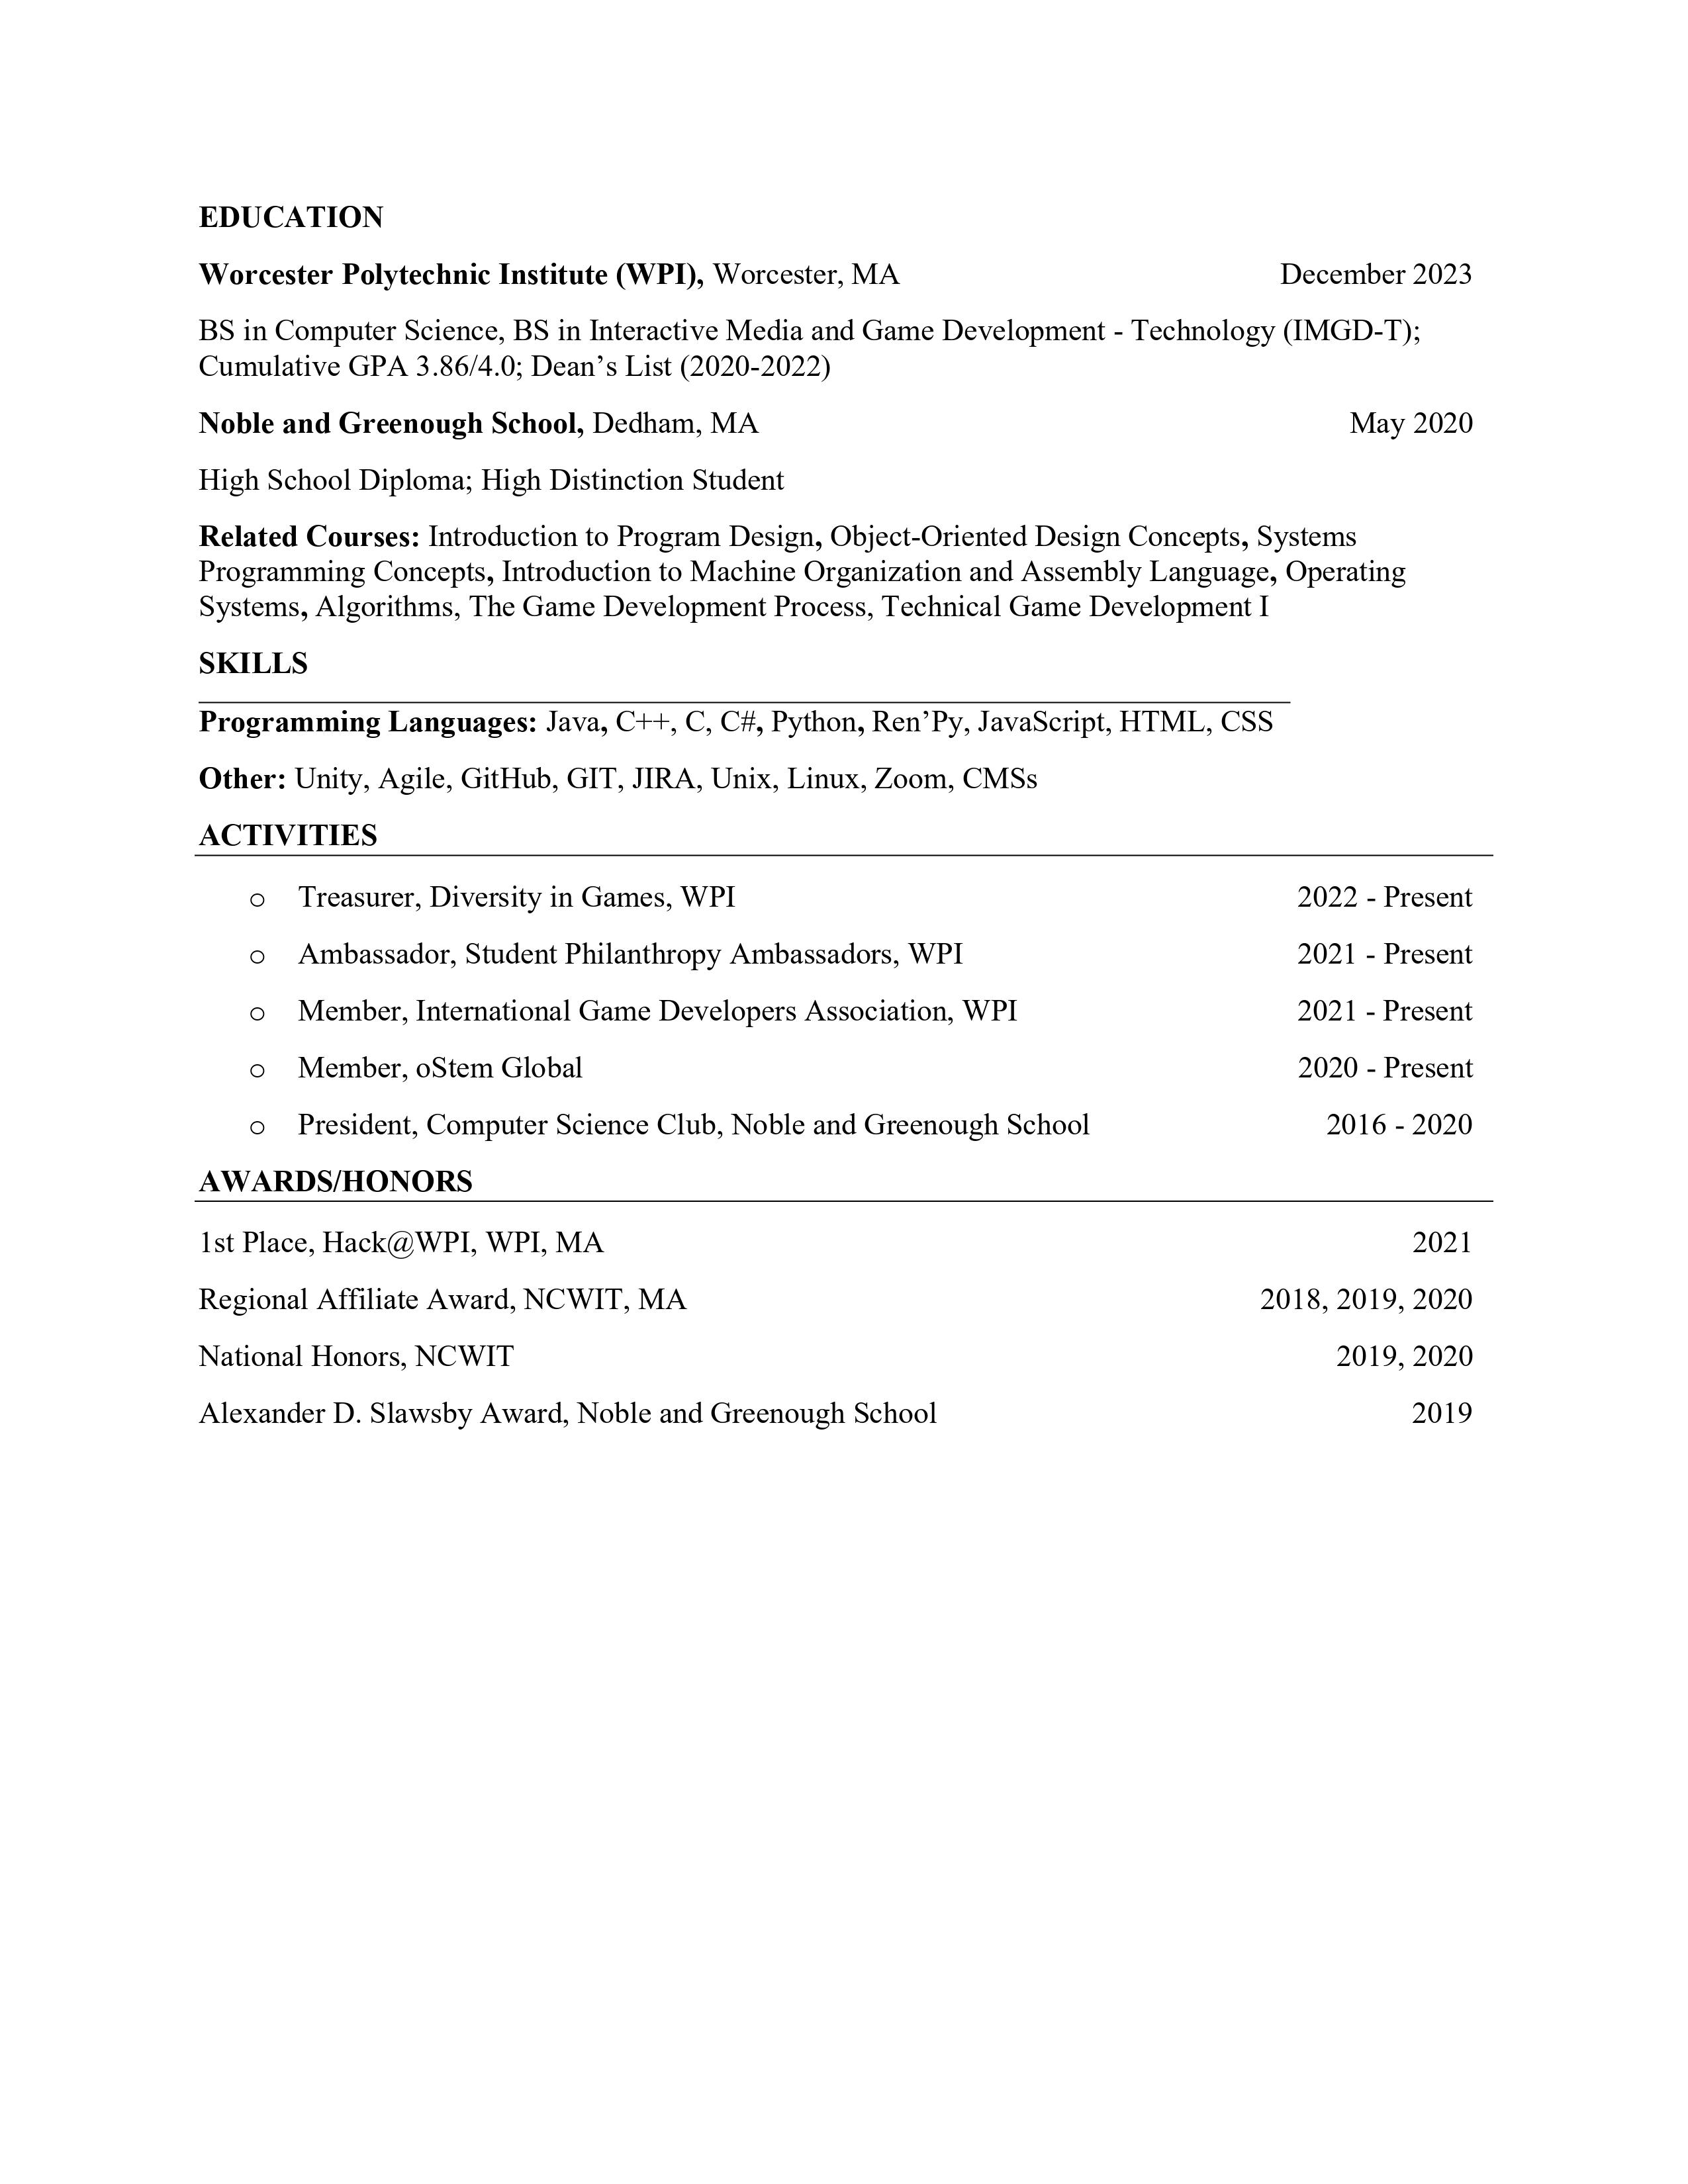 EDUCATION
Worcester Polytechnic Institute (WPI), Worcester, MA December 2023
BS in Computer Science, BS in Interactive Media and Game Development - Technology (IMGD-T);
Cumulative GPA 3.86/4.0; Dean’s List (2020-2022)
Noble and Greenough School, Dedham, MA May 2020
High School Diploma; High Distinction Student
Related Courses: Introduction to Program Design, Object-Oriented Design Concepts, Systems
Programming Concepts, Introduction to Machine Organization and Assembly Language, Operating
Systems, Algorithms, The Game Development Process, Technical Game Development I
SKILLS
Programming Languages: Java, C++, C, C#, Python, Ren’Py, JavaScript, HTML, CSS
Other: Unity, Agile, GitHub, GIT, JIRA, Unix, Linux, Zoom, CMSs
ACTIVITIES
o Treasurer, Diversity in Games, WPI 2022 - Present
o Ambassador, Student Philanthropy Ambassadors, WPI 2021 - Present
o Member, International Game Developers Association, WPI 2021 - Present
o Member, oStem Global 2020 - Present
o President, Computer Science Club, Noble and Greenough School 2016 - 2020
AWARDS/HONORS
1st Place, Hack@WPI, WPI, MA 2021
Regional Affiliate Award, NCWIT, MA 2018, 2019, 2020
National Honors, NCWIT 2019, 2020
Alexander D. Slawsby Award, Noble and Greenough School 2019